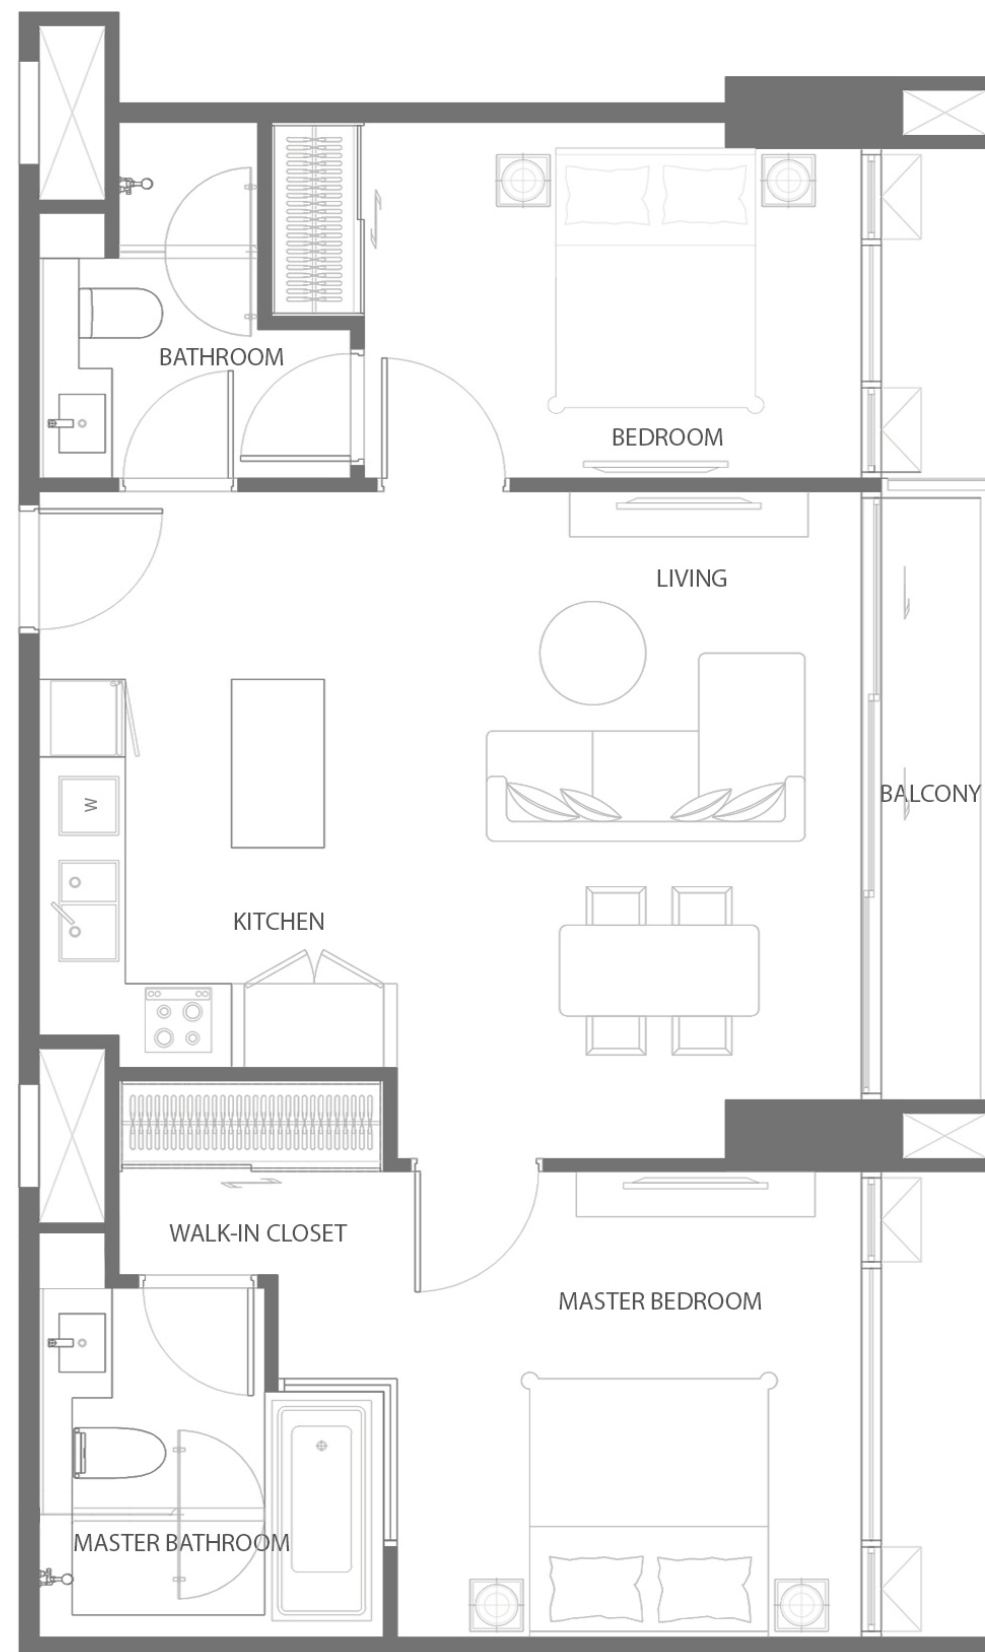 BATHROOM
BEDROOM
LIVING
BALCONY
W
KITCHEN
WALK-IN CLOSET
MASTER BEDROOM
MASTER BATHROOM